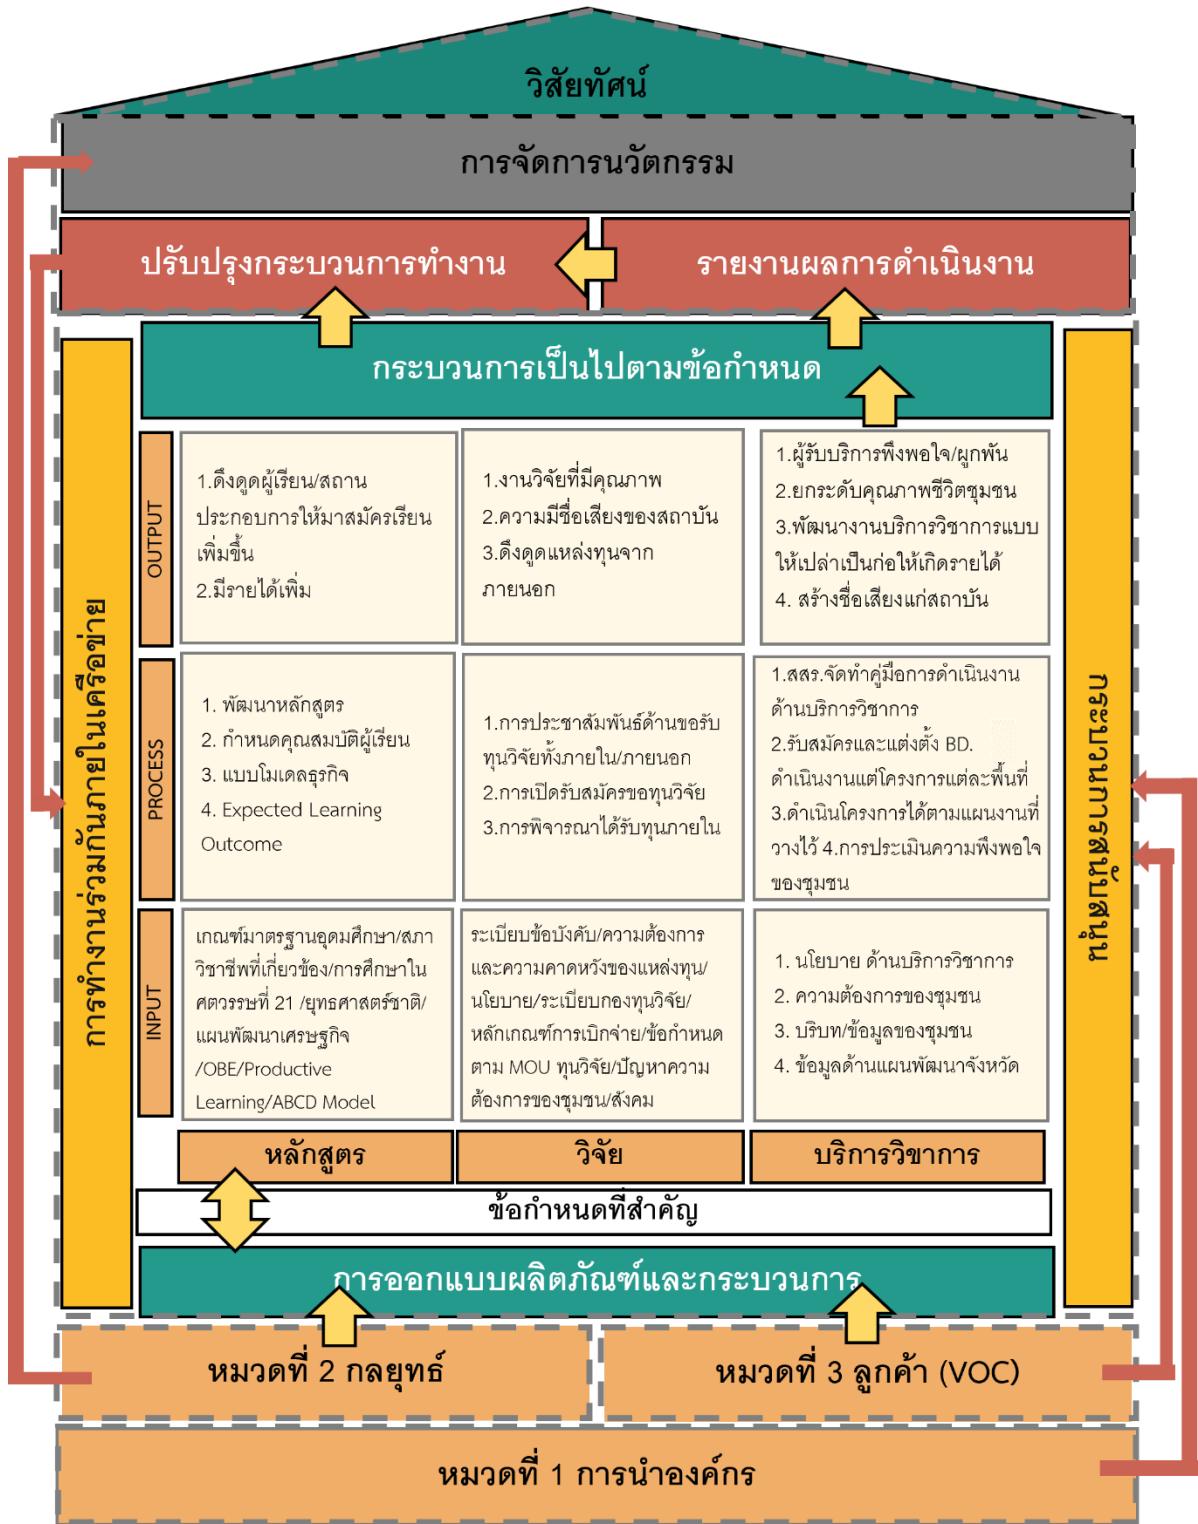 วิสัยทัศน์
การจัดการนวัตกรรม
ปรับปรุงกระบวนการทำงาน
รายงานผลการดำเนินงาน
กระบวนการเป็นไปตามข้อกำหนด
การทำงานร่วมกันภายในเครือข่าย
กระบวนการสนับสนุน
OUTPUT
1.ดึงดูดผู้เรียน/สถาน
ประกอบการให้มาสมัครเรียน
เพิ่มขึ้น
2.มีรายได้เพิ่ม
1.งานวิจัยที่มีคุณภาพ
2.ความมีชื่อเสียงของสถาบัน
3.ดึงดูดแหล่งทุนจาก
ภายนอก
1.ผู้รับบริการพึงพอใจ/ผูกพัน
2.ยกระดับคุณภาพชีวิตชุมชน
3.พัฒนางานบริการวิชาการแบบ
ให้เปล่าเป็นก่อให้เกิดรายได้
4. สร้างชื่อเสียงแก่สถาบัน
PROCESS
1. พัฒนาหลักสูตร
2. กำหนดคุณสมบัติผู้เรียน
3. แบบโมเดลธุรกิจ
4. Expected Learning
Outcome
1.การประชาสัมพันธ์ด้านขอรับ
ทุนวิจัยทั้งภายใน/ภายนอก
2.การเปิดรับสมัครขอทุนวิจัย
3.การพิจารณาได้รับทุนภายใน
1.สสร.จัดทำคู่มือการดำเนินงาน
ด้านบริการวิชาการ
2.รับสมัครและแต่งตั้ง BD.
ดำเนินงานแต่โครงการแต่ละพื้นที่
3.ดำเนินโครงการได้ตามแผนงานที่
วางไว้ 4.การประเมินความพึงพอใจ
ของชุมชน
INPUT
เกณฑ์มาตรฐานอุดมศึกษา/สภา
วิชาชีพที่เกี่ยวข้อง/การศึกษาใน
ศตวรรษที่ 21 /ยุทธศาสตร์ชาติ/
แผนพัฒนาเศรษฐกิจ
/OBE/Productive
Learning/ABCD Model
ระเบียบข้อบังคับ/ความต้องการ
และความคาดหวังของแหล่งทุน/
นโยบาย/ระเบียบกองทุนวิจัย/
หลักเกณฑ์การเบิกจ่าย/ข้อกำหนด
ตาม MOU ทุนวิจัย/ปัญหาความ
ต้องการของชุมชน/สังคม
1. นโยบาย ด้านบริการวิชาการ
2. ความต้องการของชุมชน
3. บริบท/ข้อมูลของชุมชน
4. ข้อมูลด้านแผนพัฒนาจังหวัด
หลักสูตร
วิจัย
บริการวิขาการ
ข้อกำหนดที่สำคัญ
การออกแบบผลิตภัณฑ์และกระบวนการ
หมวดที่ 2 กลยุทธ์
หมวดที่ 3 ลูกค้า (VOC)
หมวดที่ 1 การนำองค์กร